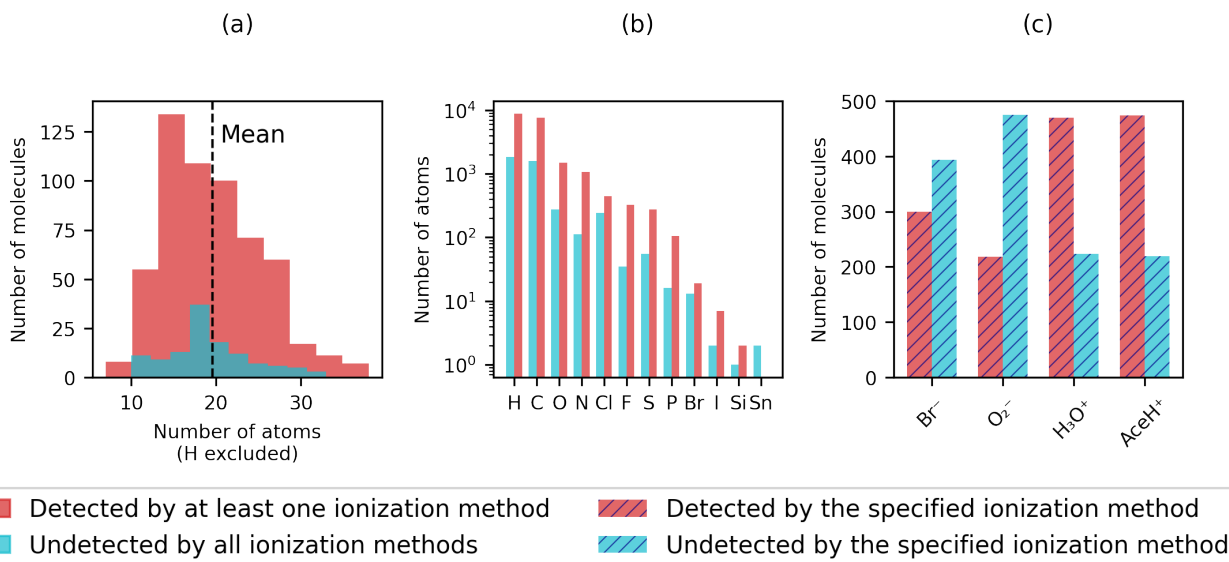 (a)
(b)
(c)
Number of molecules
125
100
75
50
25
0
Mean
10
20
30
Number of atoms
(H excluded)
Number of atoms
10⁴
10³
10²
10¹
10⁰
H
C
O
N
Cl
F
S
P
Br
I
Si
Sn
Number of molecules
500
400
300
200
100
0
Br⁻
O₂⁻
H₃O⁺
AceH⁺
Detected by at least one ionization method
Undetected by all ionization methods
Detected by the specified ionization method
Undetected by the specified ionization method